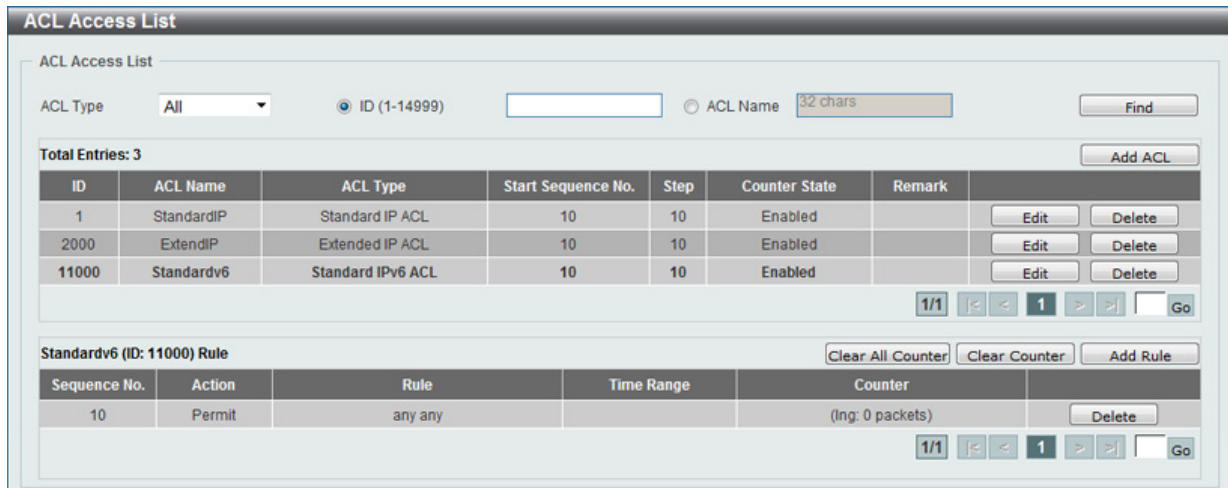 ACL Access List
ACL Access List
ACL Type All ID (1-14999) ACL Name 32 chars Find
Total Entries: 3 Add ACL
ID ACL Name ACL Type Start Sequence No. Step Counter State Remark
1 StandardIP Standard IP ACL 10 10 Enabled Edit Delete
2000 ExtendIP Extended IP ACL 10 10 Enabled Edit Delete
11000 Standardv6 Standard IPv6 ACL 10 10 Enabled Edit Delete
1/1 |< < 1 > >| Go
Standardv6 (ID: 11000) Rule Clear All Counter Clear Counter Add Rule
Sequence No. Action Rule Time Range Counter
10 Permit any any (Ing: 0 packets) Delete
1/1 |< < 1 > >| Go